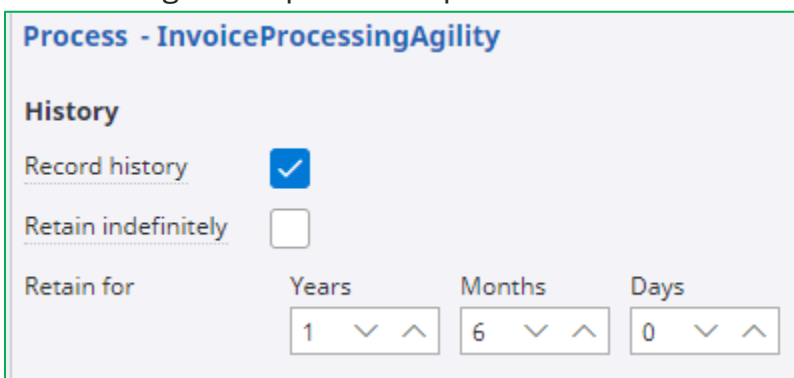 Process - InvoiceProcessingAgility
History
Record history
Retain indefinitely
Retain for Years Months Days
1 6 0